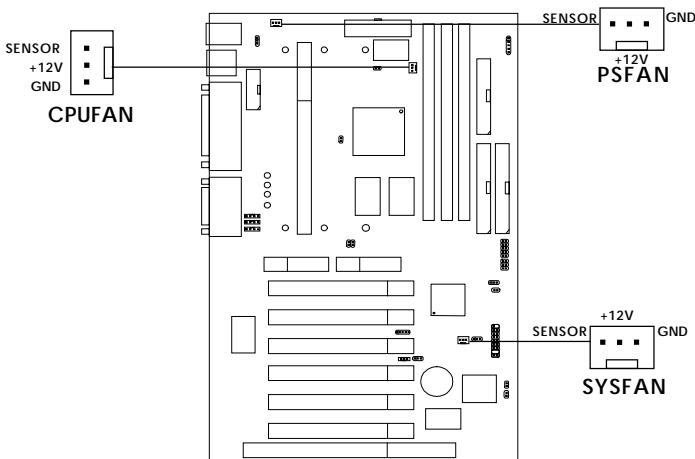 SENSOR
+12V
GND
CPUFAN
SENSOR
GND
+12V
PSFAN
+12V
SENSOR
GND
SYSFAN